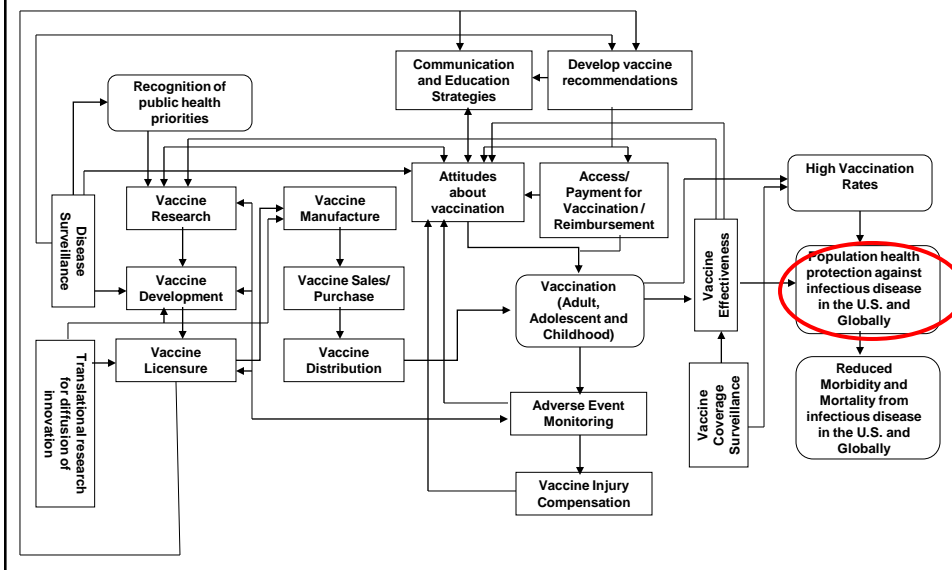 Communication
and Education
Strategies
Develop vaccine
recommendations
Recognition of
public health
priorities
Attitudes
about
vaccination
Access/
Payment for
Vaccination /
Reimbursement
High Vaccination
Rates
Disease
Surveillance
Vaccine
Research
Vaccine
Manufacture
Vaccine
Development
Vaccine Sales/
Purchase
Vaccination
(Adult,
Adolescent and
Childhood)
Vaccine
Effectiveness
Population health
protection against
infectious disease
in the U.S. and
Globally
Translational research
for diffusion of
innovation
Vaccine
Licensure
Vaccine
Distribution
Adverse Event
Monitoring
Vaccine
Coverage
Surveillance
Reduced
Morbidity and
Mortality from
infectious disease
in the U.S. and
Globally
Vaccine Injury
Compensation